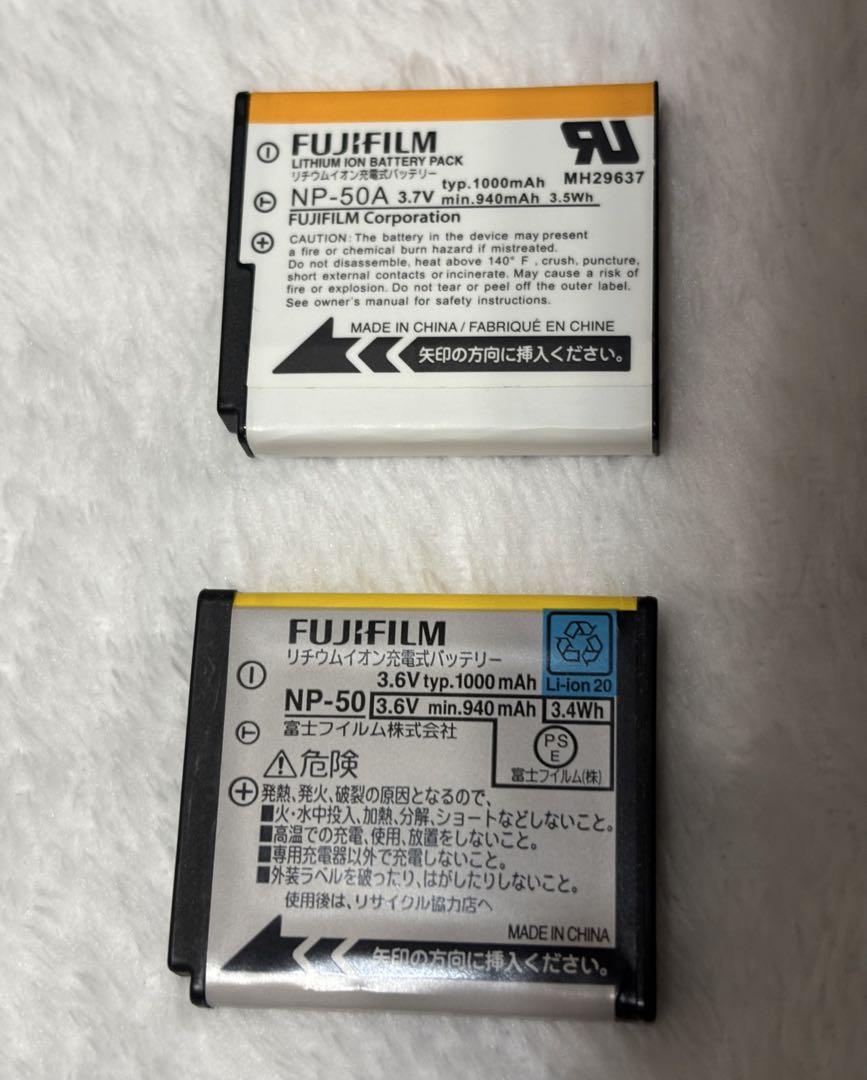 FUJIFILM
LITHIUM ION BATTERY PACK
リチウムイオン充電式バッテリー
NP-50A 3.7V typ.1000mAh min.940mAh 3.5Wh
MH29637
FUJIFILM Corporation
CAUTION: The battery in the device may present
a fire or chemical burn hazard if mistreated.
Do not disassemble, heat above 140° F , crush, puncture,
short external contacts or incinerate. May cause a risk of
fire or explosion. Do not tear or peel off the outer label.
See owner's manual for safety instructions.
MADE IN CHINA / FABRIQUÉ EN CHINE
矢印の方向に挿入ください。
FUJIFILM
リチウムイオン充電式バッテリー
3.6V typ.1000 mAh
Li-ion 20
NP-50 3.6V min.940 mAh 3.4Wh
富士フイルム株式会社
PS
E
富士フイルム(株)
⚠危険
発熱、発火、破裂の原因となるので、
■火・水中投入、加熱、分解、ショートなどしないこと。
■高温での充電、使用、放置をしないこと。
■専用充電器以外で充電しないこと。
■外装ラベルを破ったり、はがしたりしないこと。
使用後は、リサイクル協力店へ
MADE IN CHINA
矢印の方向に挿入ください。